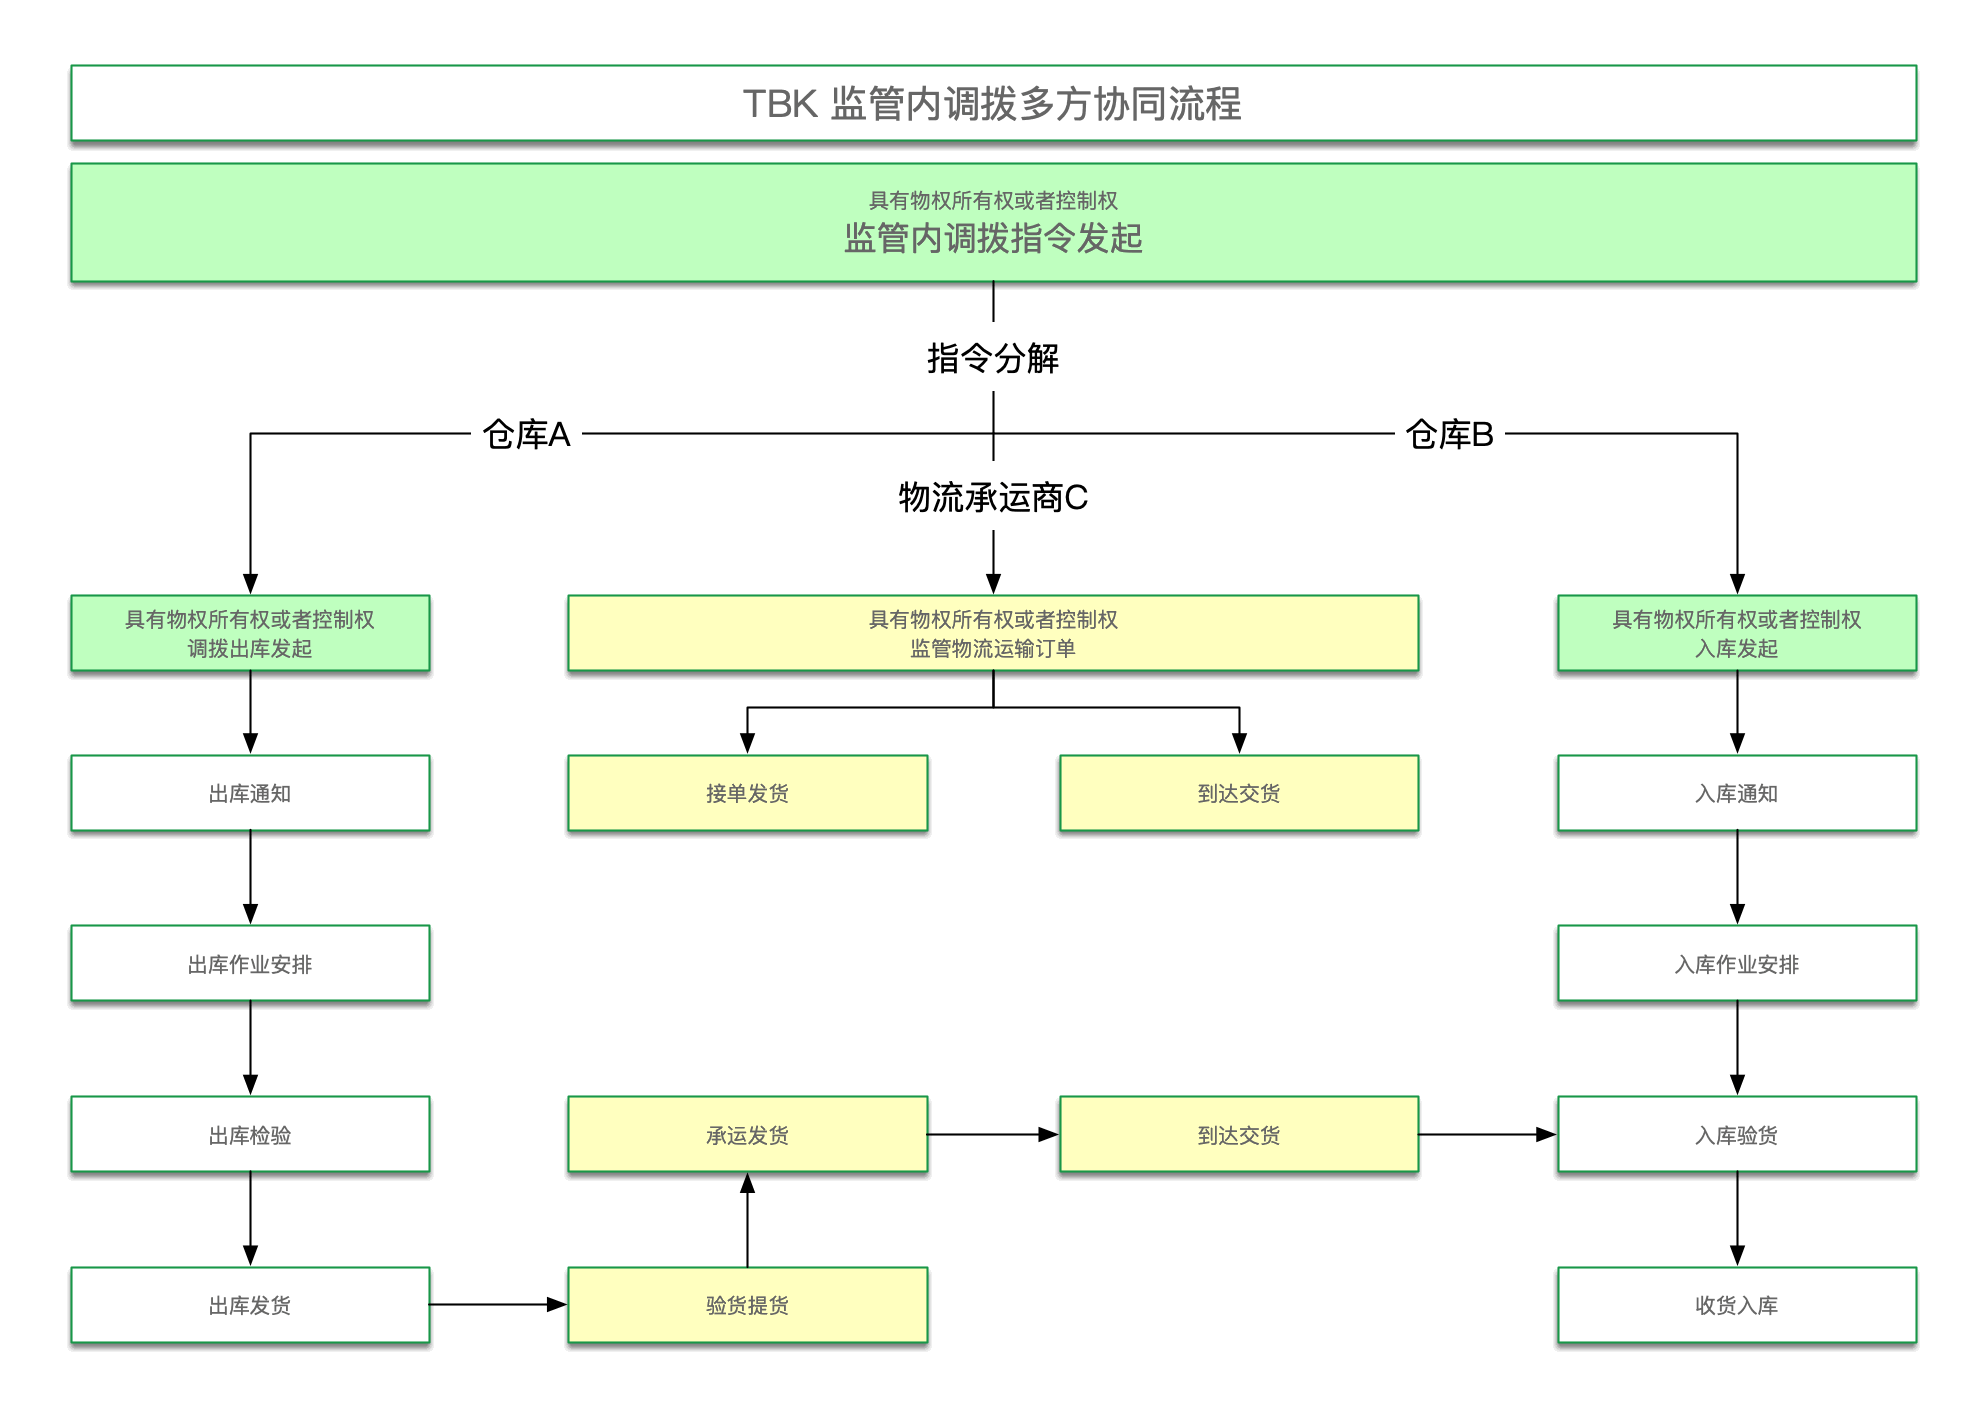 TBK 监管内调拨多方协同流程
具有物权所有权或者控制权
监管内调拨指令发起
指令分解
仓库A
仓库B
物流承运商C
具有物权所有权或者控制权
调拨出库发起
具有物权所有权或者控制权
监管物流运输订单
具有物权所有权或者控制权
入库发起
出库通知
接单发货
到达交货
入库通知
出库作业安排
入库作业安排
出库检验
承运发货
到达交货
入库验货
出库发货
验货提货
收货入库